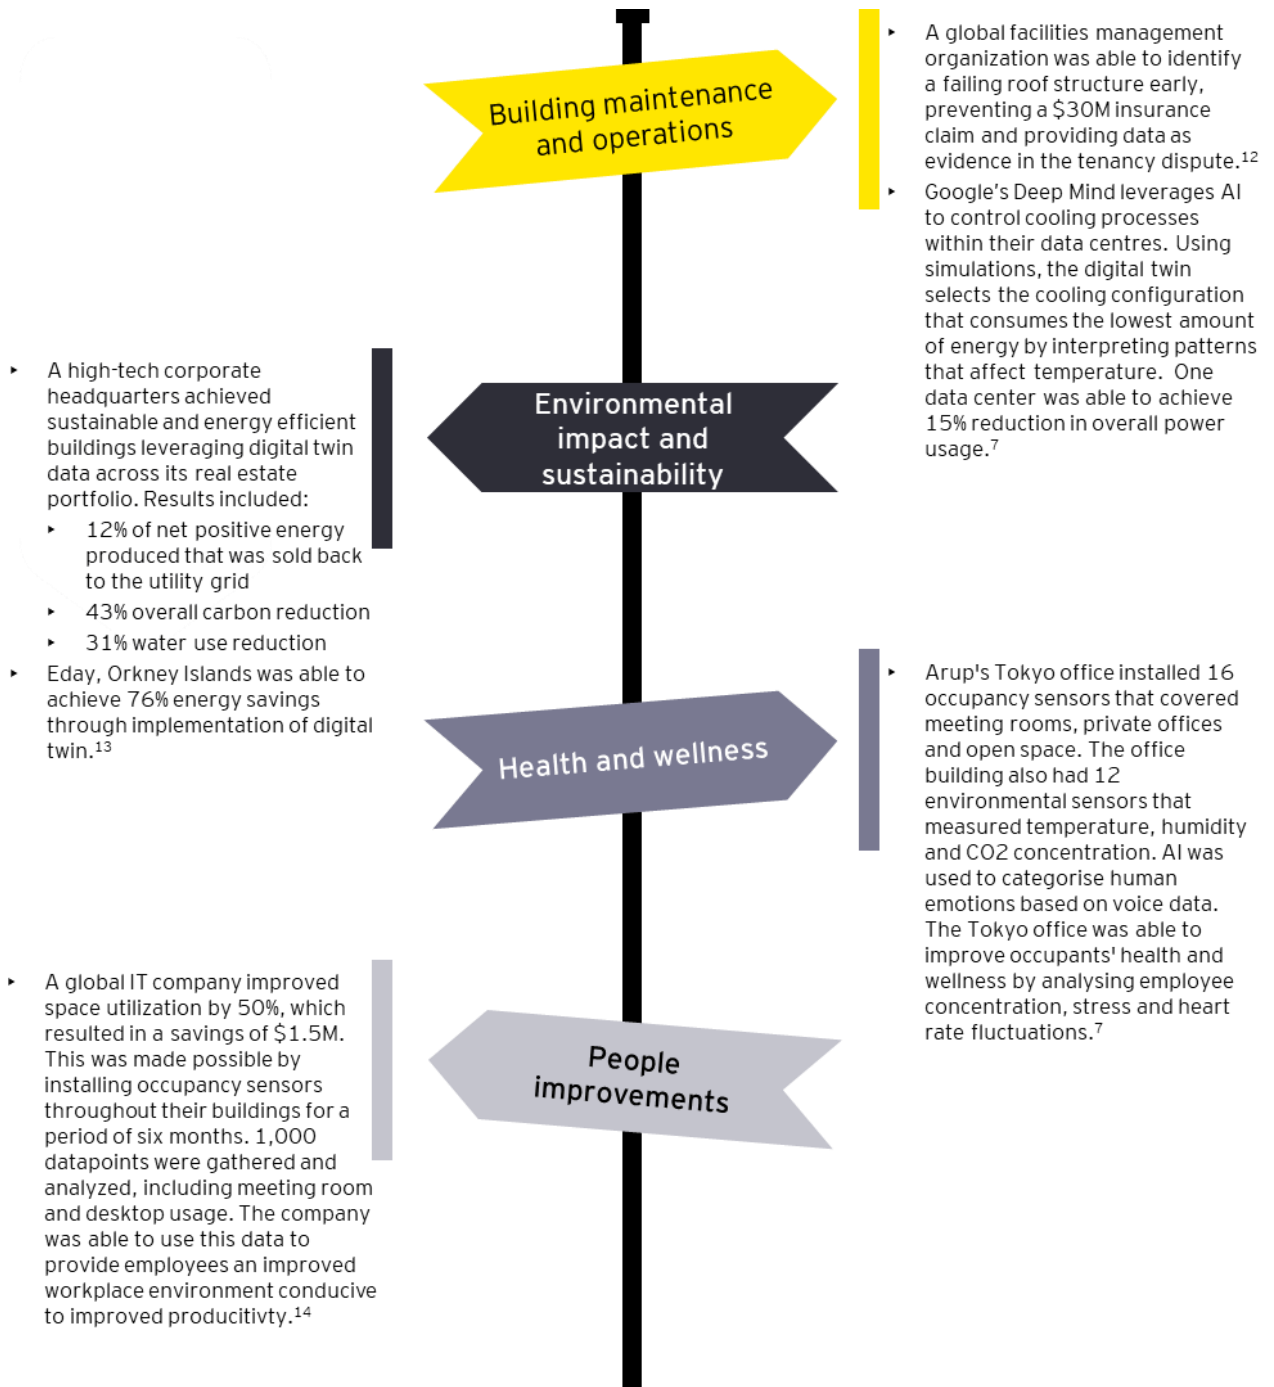 Building maintenance
and operations
‣ A global facilities management
organization was able to identify
a failing roof structure early,
preventing a $30M insurance
claim and providing data as
evidence in the tenancy dispute.¹²
‣ Google's Deep Mind leverages AI
to control cooling processes
within their data centres. Using
simulations, the digital twin
selects the cooling configuration
that consumes the lowest amount
of energy by interpreting patterns
that affect temperature. One
data center was able to achieve
15% reduction in overall power
usage.⁷
Environmental
impact and
sustainability
‣ A high-tech corporate
headquarters achieved
sustainable and energy efficient
buildings leveraging digital twin
data across its real estate
portfolio. Results included:
‣ 12% of net positive energy
produced that was sold back
to the utility grid
‣ 43% overall carbon reduction
‣ 31% water use reduction
‣ Eday, Orkney Islands was able to
achieve 76% energy savings
through implementation of digital
twin.¹³
Health and wellness
‣ Arup's Tokyo office installed 16
occupancy sensors that covered
meeting rooms, private offices
and open space. The office
building also had 12
environmental sensors that
measured temperature, humidity
and CO2 concentration. AI was
used to categorise human
emotions based on voice data.
The Tokyo office was able to
improve occupants' health and
wellness by analysing employee
concentration, stress and heart
rate fluctuations.⁷
People
improvements
‣ A global IT company improved
space utilization by 50%, which
resulted in a savings of $1.5M.
This was made possible by
installing occupancy sensors
throughout their buildings for a
period of six months. 1,000
datapoints were gathered and
analyzed, including meeting room
and desktop usage. The company
was able to use this data to
provide employees an improved
workplace environment conducive
to improved producitivty.¹⁴